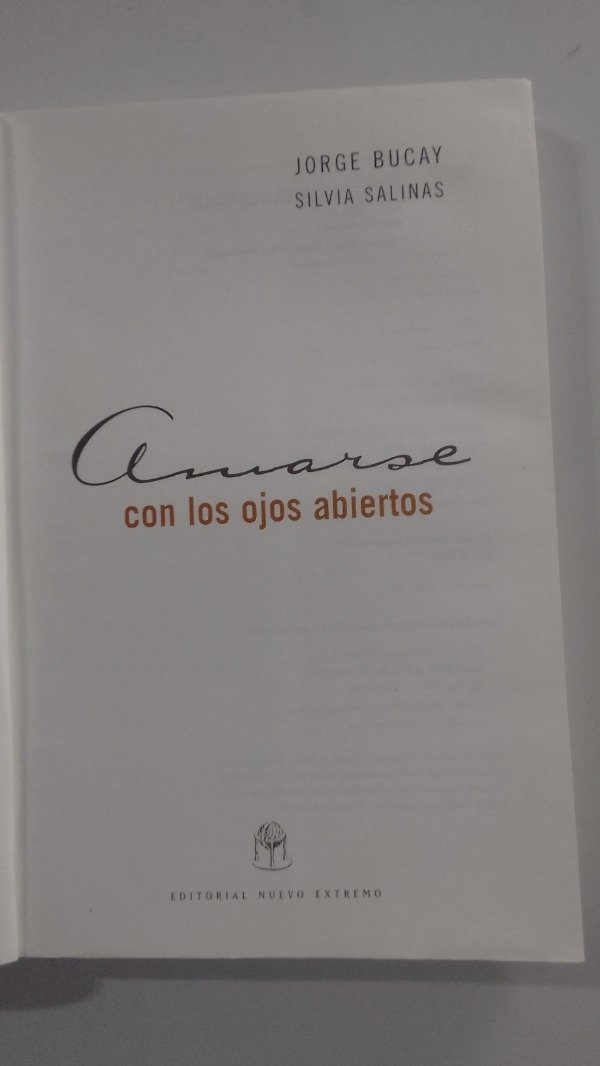 JORGE BUCAY
SILVIA SALINAS
Amarse
con los ojos abiertos
EDITORIAL NUEVO EXTREMO